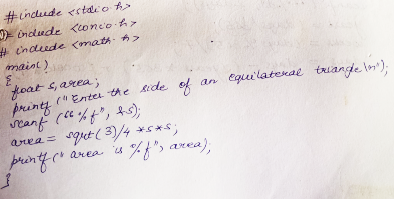 #include <stdio.h>
# include <conio.h>
# include <math.h>
main()
{
float s, area;
printf ("Enter the side of an equilateral triangle \n");
scanf ("%f", &s);
area = sqrt(3)/4 *s*s;
printf (" area is %f", area);
}